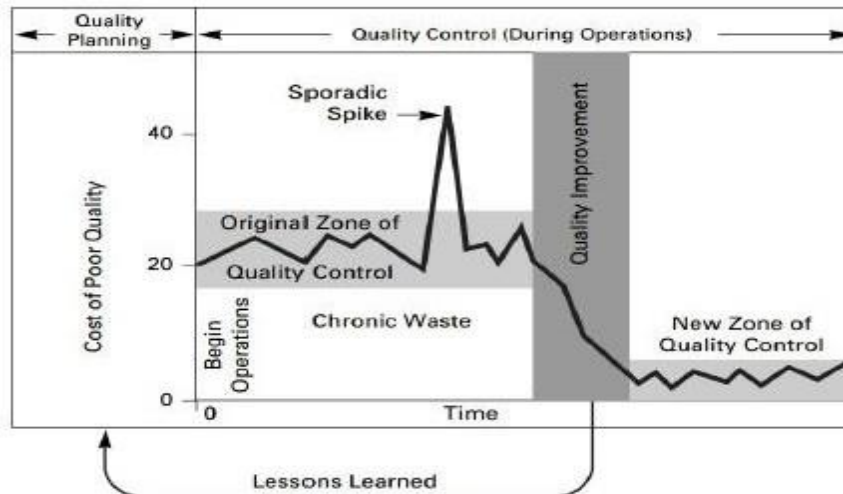 Quality
Planning
Quality Control (During Operations)
Sporadic
Spike
40
20
0
Cost of Poor Quality
Original Zone of
Quality Control
Begin
Operations
Chronic Waste
Quality Improvement
New Zone of
Quality Control
0
Time
Lessons Learned